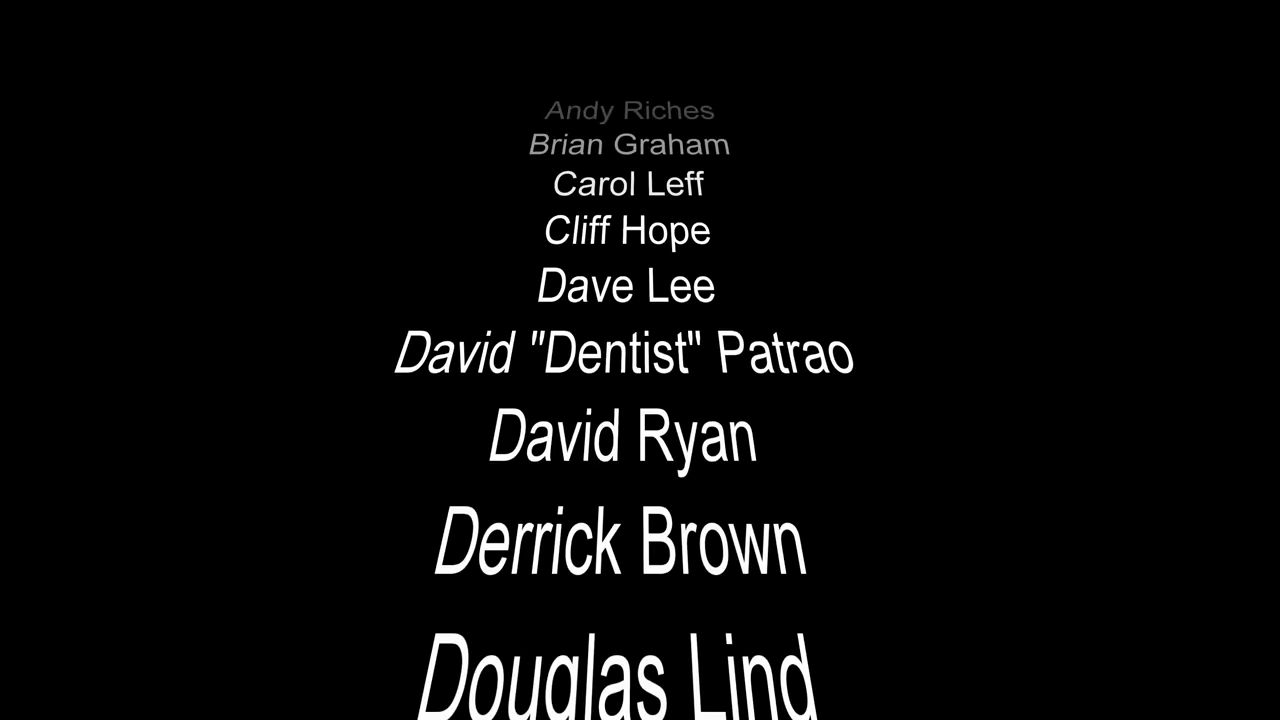 Andy Riches
Brian Graham
Carol Leff
Cliff Hope
Dave Lee
David "Dentist" Patrao
David Ryan
Derrick Brown
Douglas Lind